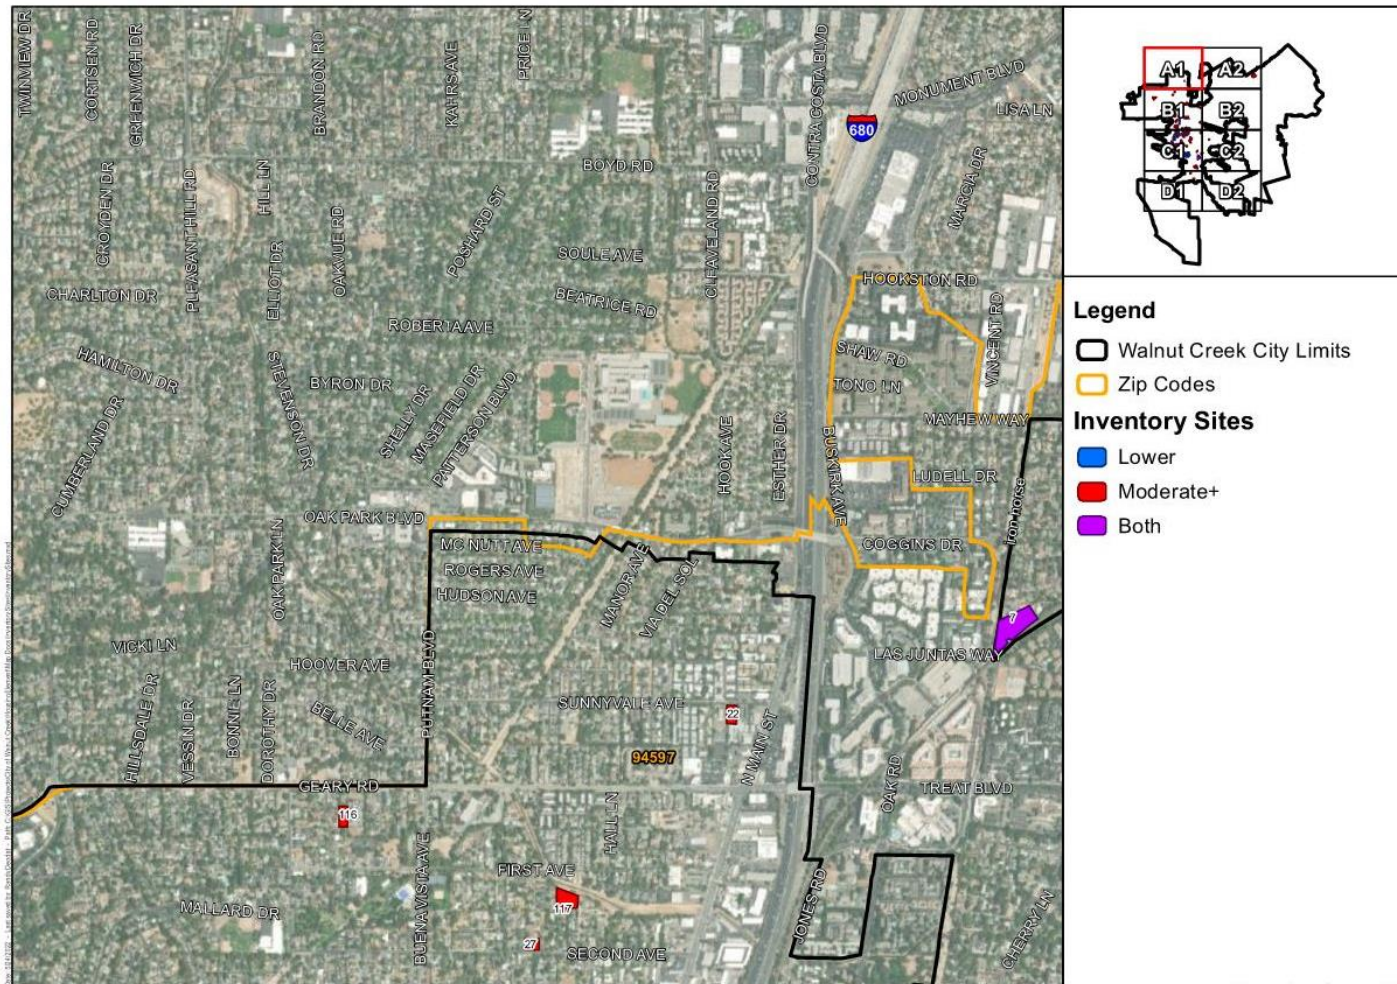 TWINVIEW DR
CORTSEN RD
GREENWICH DR
BRANDON RD
KAHRS AVE
PRICE LN
CONTRA COSTA BLVD
MONUMENT BLVD
LISA LN
680
BOYD RD
CROYDEN DR
PLEASANT HILL RD
HILL LN
OAKVUE RD
POSHARD ST
CLEAVELAND RD
MARCIA DR
ELLIOT DR
SOULE AVE
HOOKSTON RD
CHARLTON DR
BEATRICE RD
ROBERTA AVE
VINCENT RD
SHAW RD
HAMILTON DR
STEVENSON DR
BYRON DR
SHELLY DR
MASEFIELD DR
PATTERSON BLVD
TONO LN
MAYHEW WAY
CUMBERLAND DR
HOOK AVE
ESTHER DR
BUSKIRK AVE
LUDELL DR
OAK PARK BLVD
iron horse
MC NUTT AVE
COGGINS DR
OAK PARK LN
ROGERS AVE
HUDSON AVE
MANOR AVE
VIA DEL SOL
7
VICKI LN
HOOVER AVE
PUTNAM BLVD
LAS JUNTAS WAY
HILLSDALE DR
VESSIN DR
BONNIE LN
DOROTHY DR
BELLE AVE
SUNNYVALE AVE
22
N MAIN ST
94597
OAK RD
GEARY RD
TREAT BLVD
116
HALL LN
BUENA VISTA AVE
FIRST AVE
117
MALLARD DR
27
SECOND AVE
JONES RD
CHERRY LN
A1
A2
B1
B2
C1
C2
D1
D2
Legend
Walnut Creek City Limits
Zip Codes
Inventory Sites
Lower
Moderate+
Both